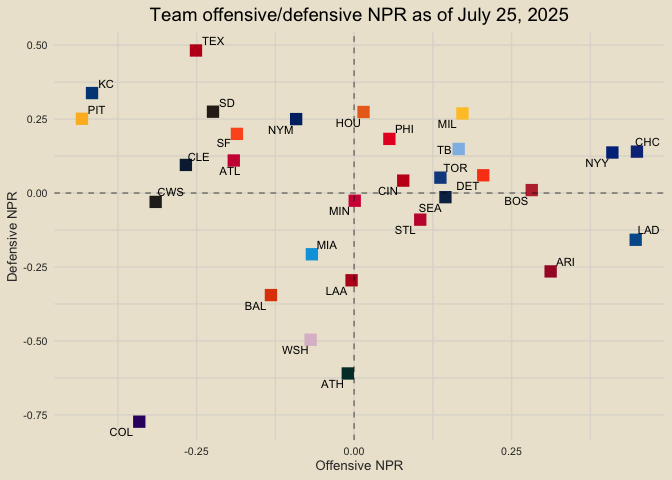 Team offensive/defensive NPR as of July 25, 2025
0.50
TEX
KC
0.25
PIT
SD
SF
NYM
HOU
PHI
MIL
CHC
CLE
ATL
TB
NYY
TOR
DET
CIN
BOS
0.00
CWS
MIN
SEA
STL
LAD
Defensive NPR
MIA
-0.25
ARI
LAA
BAL
-0.50
WSH
ATH
-0.75
COL
-0.25
0.00
0.25
Offensive NPR